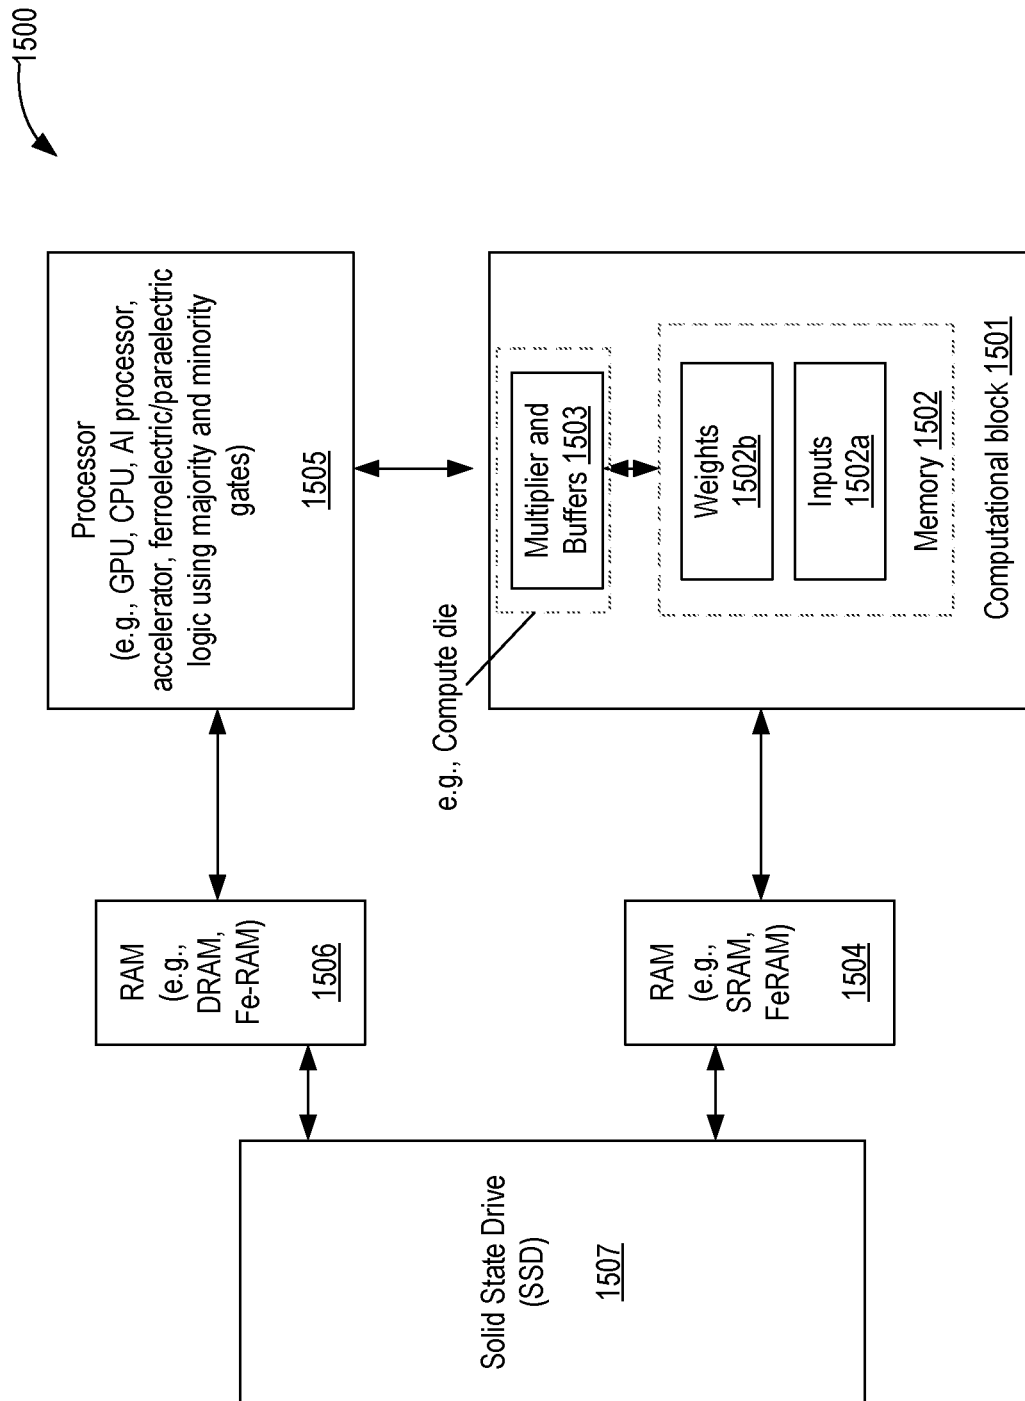 1500
Processor
(e.g., GPU, CPU, AI processor,
accelerator, ferroelectric/paraelectric
logic using majority and minority
gates)
1505
RAM
(e.g.,
DRAM,
Fe-RAM)
1506
Solid State Drive
(SSD)
1507
RAM
(e.g.,
SRAM,
FeRAM)
1504
e.g., Compute die
Multiplier and
Buffers 1503
Weights
1502b
Inputs
1502a
Memory 1502
Computational block 1501